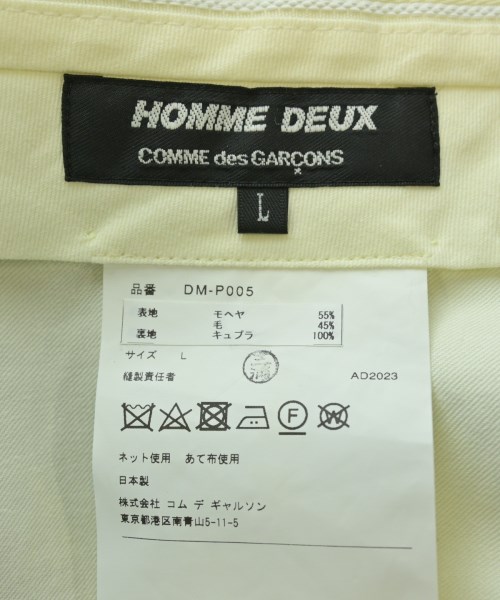 HOMME DEUX
COMME des GARÇONS
L
品番 DM-P005
表地 モヘヤ 55%
毛 45%
裏地 キュプラ 100%
サイズ L
縫製責任者 AD2023
F
W
ネット使用 あて布使用
日本製
株式会社 コム デ ギャルソン
東京都港区南青山5-11-5